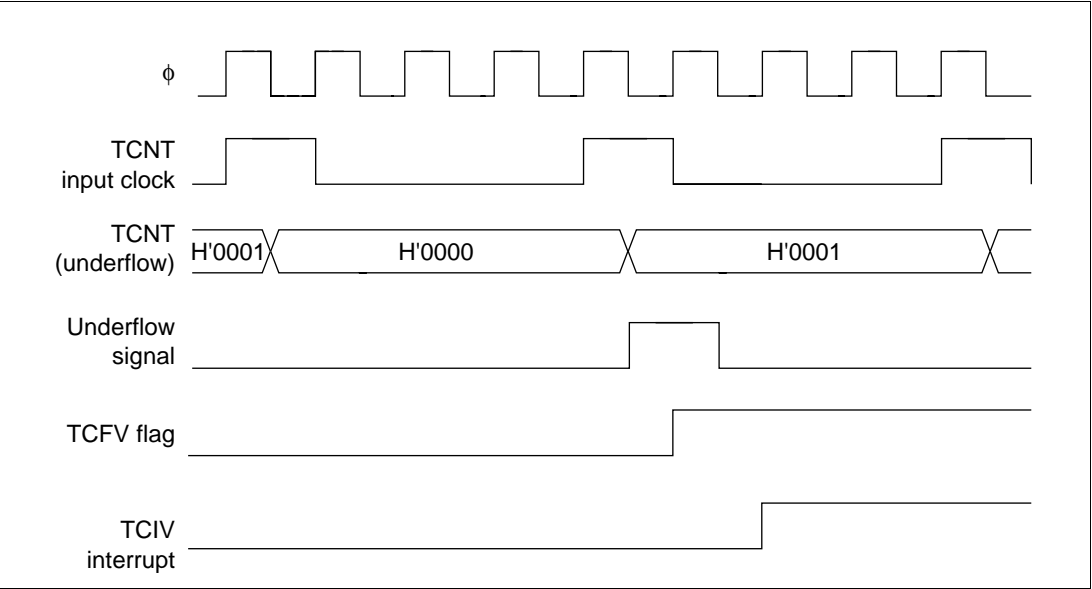 φ
TCNT
input clock
TCNT
(underflow)
H'0001
H'0000
H'0001
Underflow
signal
TCFV flag
TCIV
interrupt